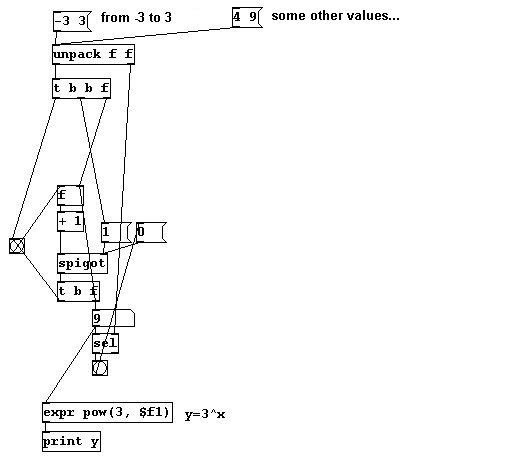 -3 3 from -3 to 3
4 9 some other values...
unpack f f
t b b f
f
+ 1
1 0
spigot
t b f
9
sel
expr pow(3, $f1) y=3^x
print y